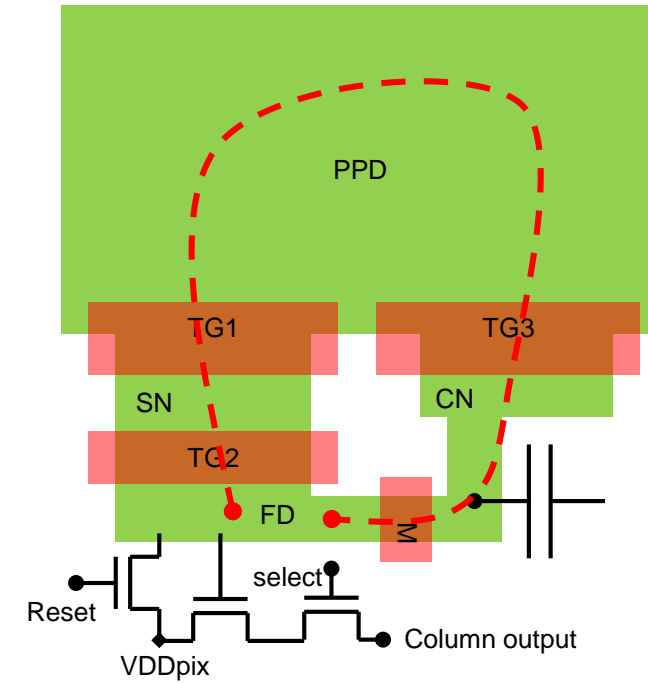 PPD
TG1
TG3
SN
CN
TG2
FD
M
select
Reset
Column output
VDDpix